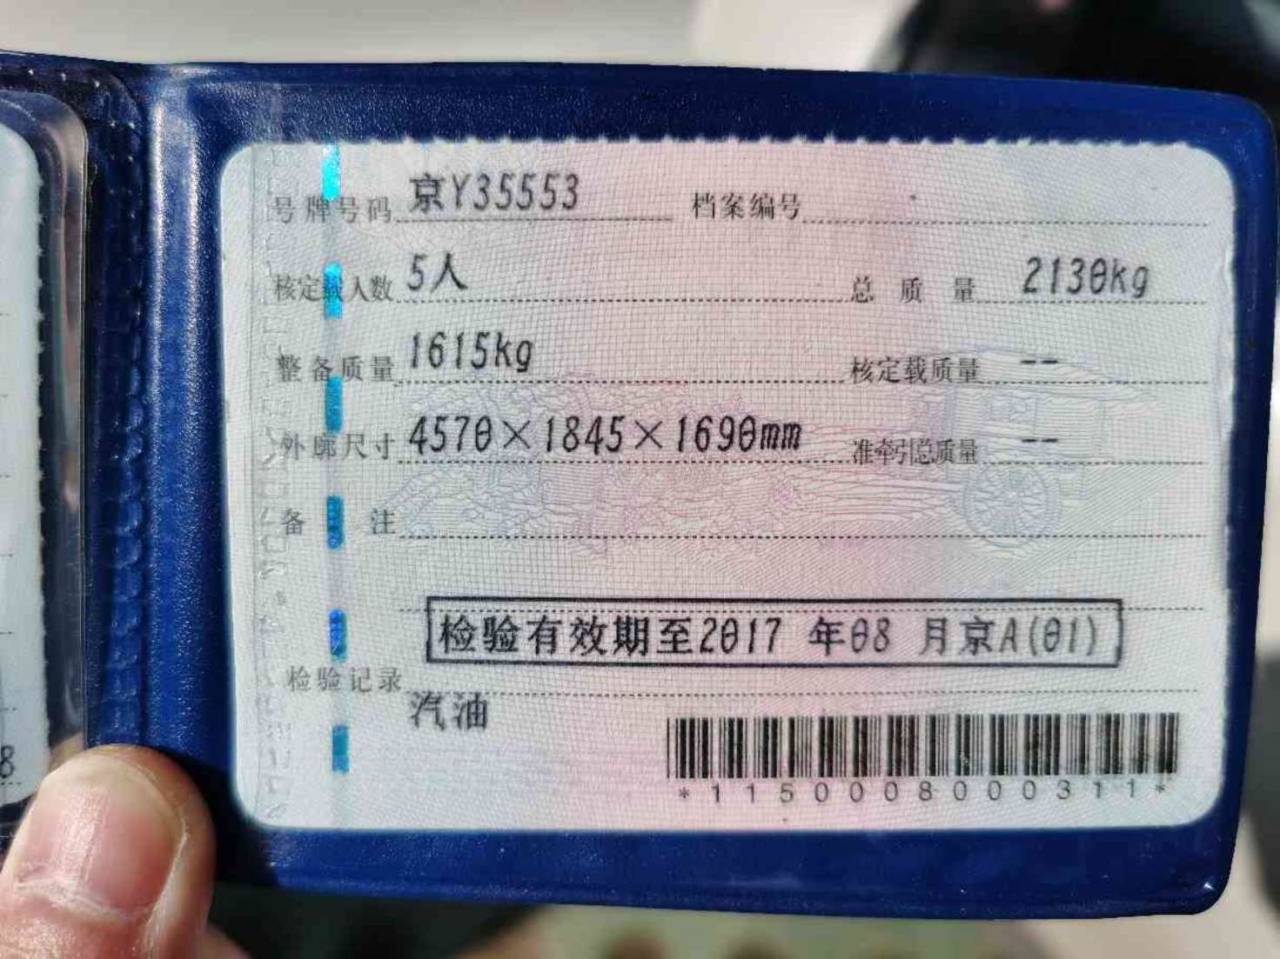 号牌号码 京Y35553 档案编号
核定载人数 5人 总质量 2130kg
整备质量 1615kg 核定载质量 --
外廓尺寸 4570×1845×1690mm 准牵引总质量 --
备注
检验有效期至2017 年08 月京A(01)
检验记录
汽油
*1150008000311*
8